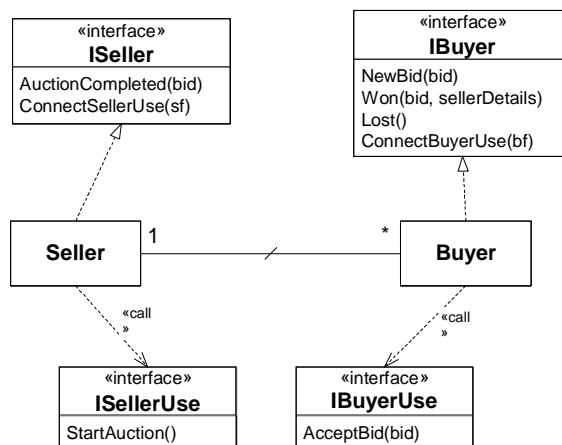 «interface»
ISeller
AuctionCompleted(bid)
ConnectSellerUse(sf)
«interface»
IBuyer
NewBid(bid)
Won(bid, sellerDetails)
Lost()
ConnectBuyerUse(bf)
Seller
1
*
Buyer
«call
»
«call
»
«interface»
ISellerUse
StartAuction()
«interface»
IBuyerUse
AcceptBid(bid)